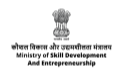 कौशल विकास और उद्यमशीलता मंत्रालय
Ministry of Skill Development
And Entrepreneurship